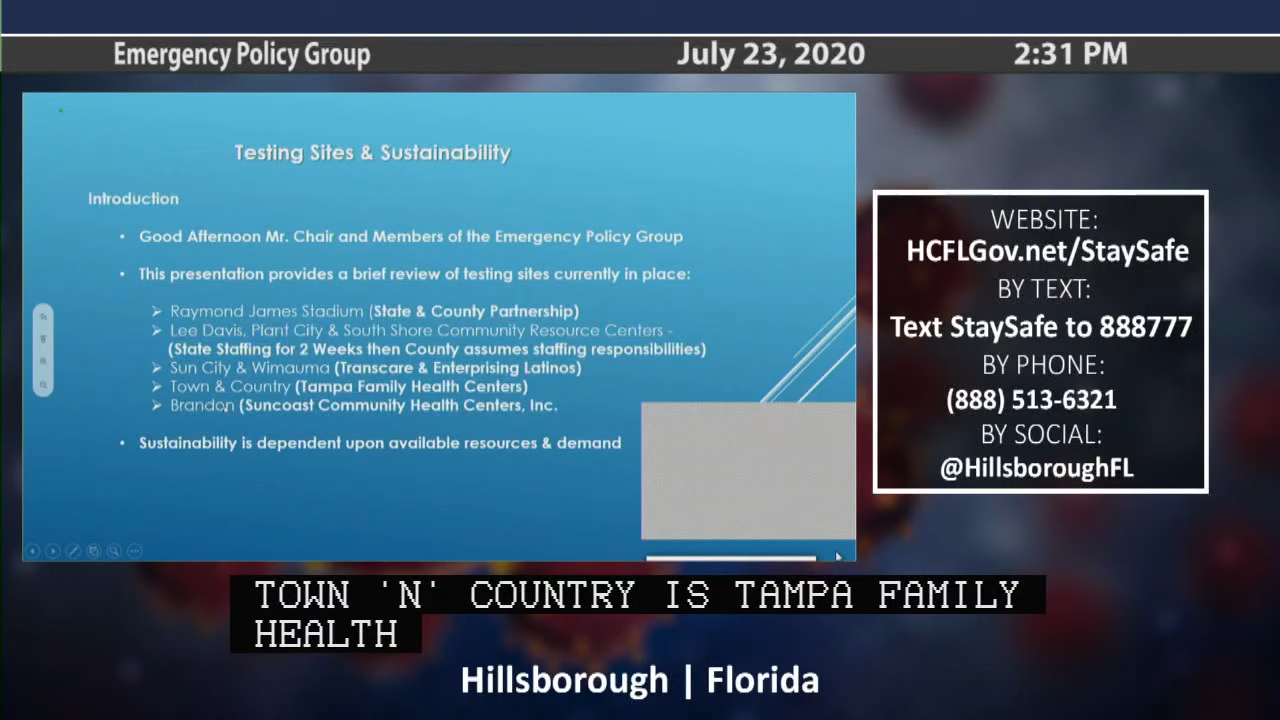 Emergency Policy Group July 23, 2020 2:31 PM
Testing Sites & Sustainability
Introduction
• Good Afternoon Mr. Chair and Members of the Emergency Policy Group
• This presentation provides a brief review of testing sites currently in place:
➢ Raymond James Stadium (State & County Partnership)
➢ Lee Davis, Plant City & South Shore Community Resource Centers -
(State Staffing for 2 Weeks then County assumes staffing responsibilities)
➢ Sun City & Wimauma (Transcare & Enterprising Latinos)
➢ Town & Country (Tampa Family Health Centers)
➢ Brandon (Suncoast Community Health Centers, Inc.
• Sustainability is dependent upon available resources & demand
WEBSITE:
HCFLGov.net/StaySafe
BY TEXT:
Text StaySafe to 888777
BY PHONE:
(888) 513-6321
BY SOCIAL:
@HillsboroughFL
TOWN 'N' COUNTRY IS TAMPA FAMILY
HEALTH
Hillsborough | Florida